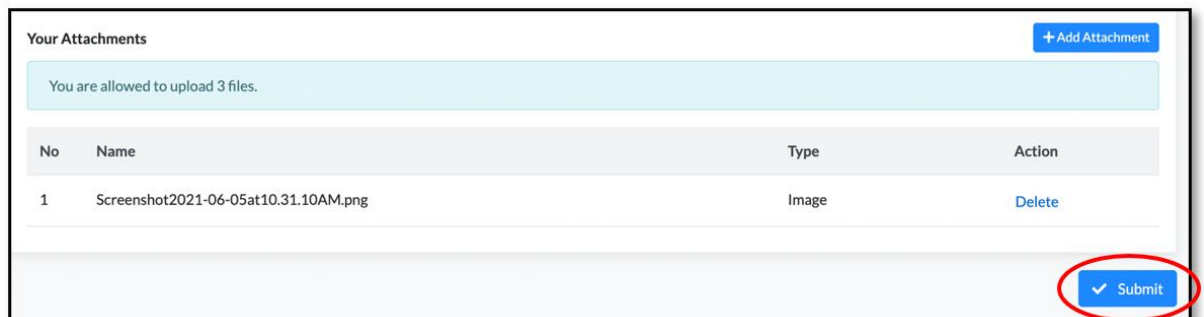 Your Attachments
+ Add Attachment
You are allowed to upload 3 files.
No Name Type Action
1 Screenshot2021-06-05at10.31.10AM.png Image Delete
Submit